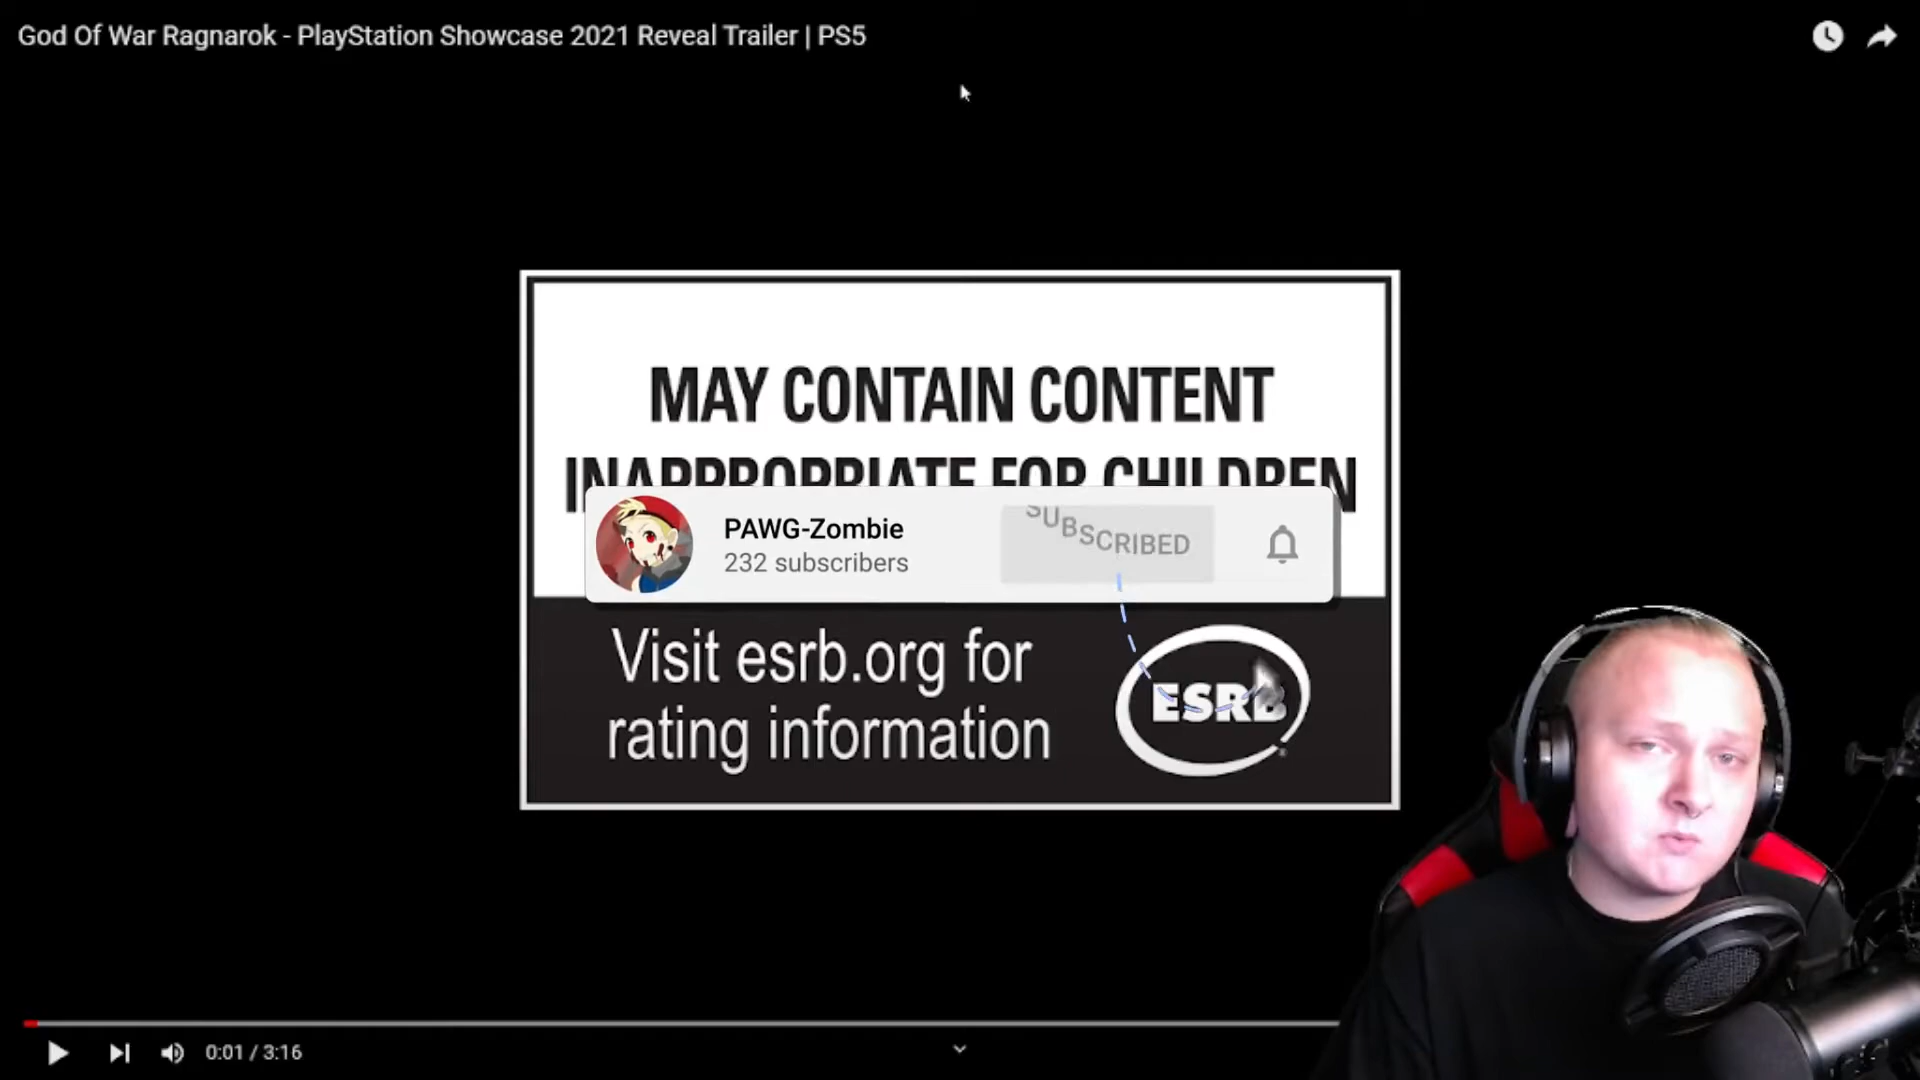 God Of War Ragnarok - PlayStation Showcase 2021 Reveal Trailer | PS5
MAY CONTAIN CONTENT
INAPPROPRIATE FOR CHILDREN
PAWG-Zombie
232 subscribers
SUBSCRIBED
Visit esrb.org for
rating information
ESRB
0:01 / 3:16